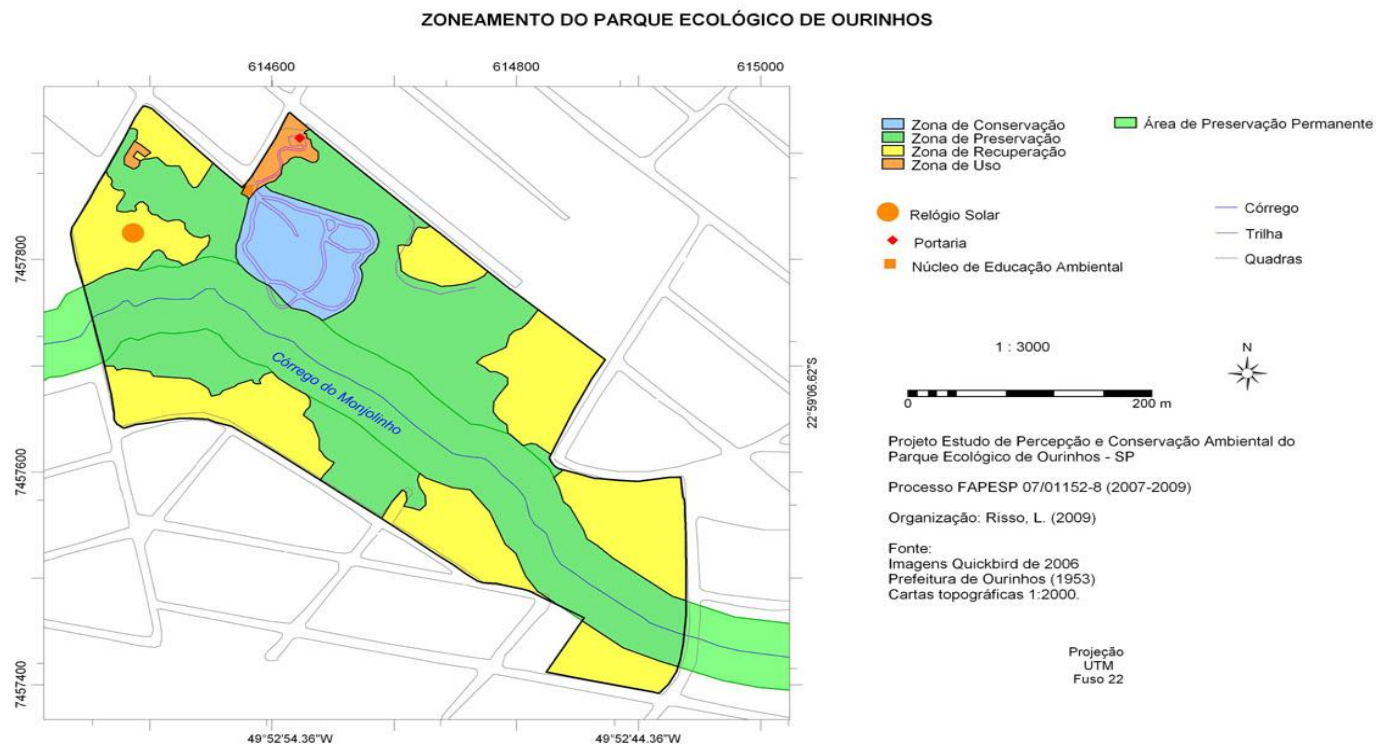 ZONEAMENTO DO PARQUE ECOLÓGICO DE OURINHOS
614600
614800
615000
7457800
7457600
7457400
22°59'06.62"S
49°52'54.36"W
49°52'44.36"W
Córrego do Monjolinho
Zona de Conservação
Zona de Preservação
Zona de Recuperação
Zona de Uso
Área de Preservação Permanente
Relógio Solar
Portaria
Núcleo de Educação Ambiental
Córrego
Trilha
Quadras
1 : 3000
N
0
200 m
Projeto Estudo de Percepção e Conservação Ambiental do
Parque Ecológico de Ourinhos - SP
Processo FAPESP 07/01152-8 (2007-2009)
Organização: Risso, L. (2009)
Fonte:
Imagens Quickbird de 2006
Prefeitura de Ourinhos (1953)
Cartas topográficas 1:2000.
Projeção
UTM
Fuso 22